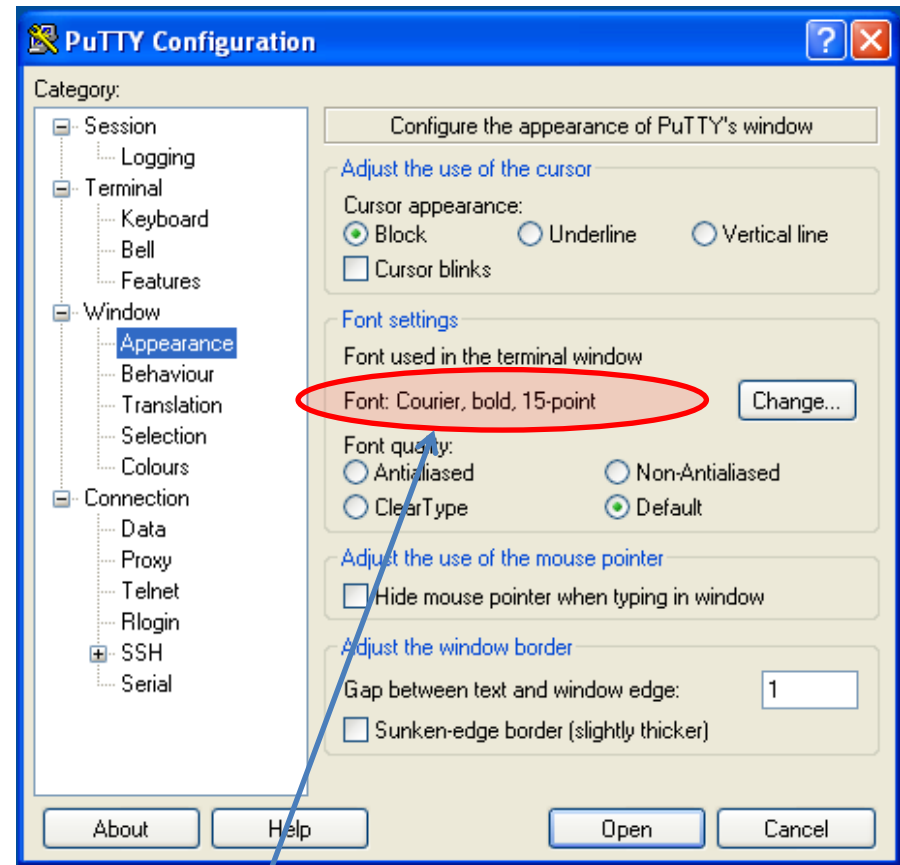 PuTTY Configuration
Category:
Session
Logging
Terminal
Keyboard
Bell
Features
Window
Appearance
Behaviour
Translation
Selection
Colours
Connection
Data
Proxy
Telnet
Rlogin
SSH
Serial
Configure the appearance of PuTTY's window
Adjust the use of the cursor
Cursor appearance:
Block Underline Vertical line
Cursor blinks
Font settings
Font used in the terminal window
Font: Courier, bold, 15-point Change...
Font quality:
Antialiased Non-Antialiased
ClearType Default
Adjust the use of the mouse pointer
Hide mouse pointer when typing in window
Adjust the window border
Gap between text and window edge: 1
Sunken-edge border (slightly thicker)
About Help Open Cancel